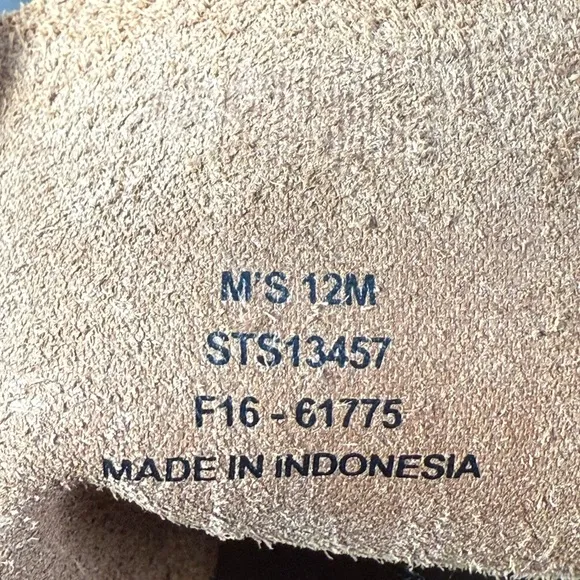 M'S 12M
STS13457
F16 - 61775
MADE IN INDONESIA